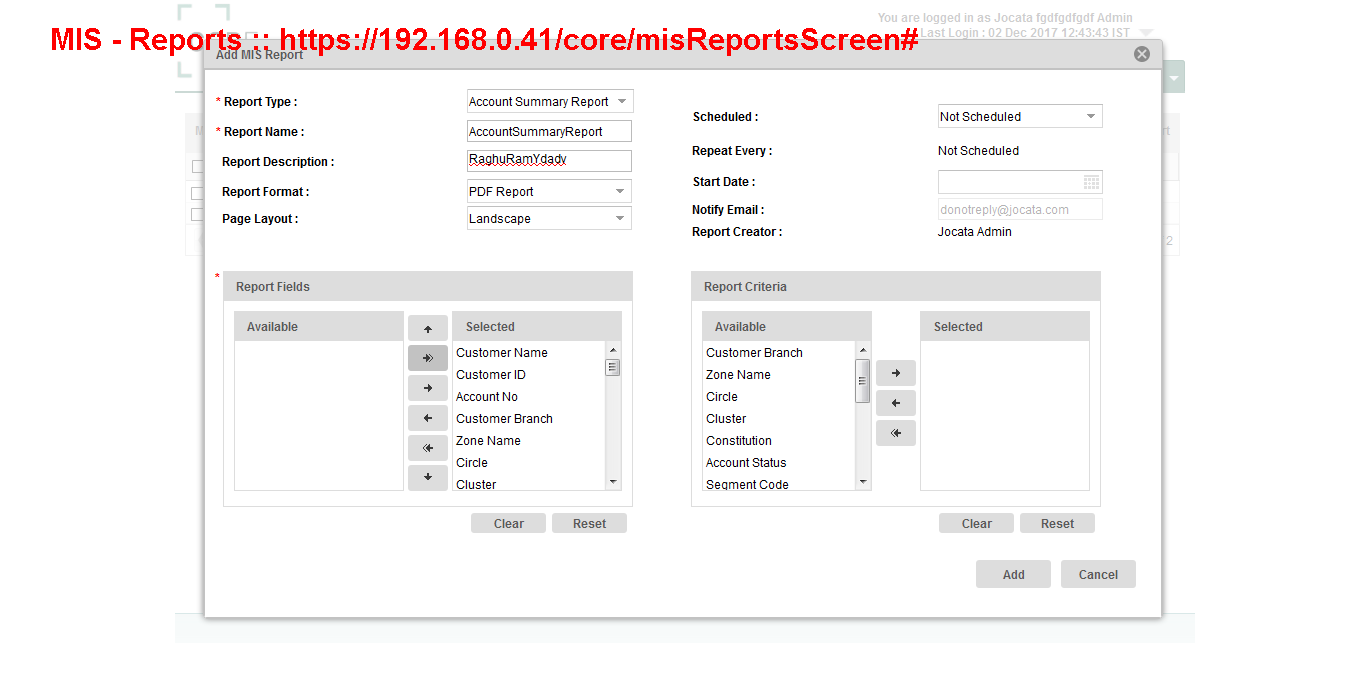 You are logged in as Jocata fgdfgdfgdf Admin
MIS - Reports :: https://192.168.0.41/core/misReportsScreen#
Last Login : 02 Dec 2017 12:43:43 IST
Add MIS Report
* Report Type :
Account Summary Report
* Report Name :
AccountSummaryReport
Report Description :
RaghuRamYdadv
Report Format :
PDF Report
Page Layout :
Landscape
Scheduled :
Not Scheduled
Repeat Every :
Not Scheduled
Start Date :
Notify Email :
donotreply@jocata.com
Report Creator :
Jocata Admin
*
Report Fields
Available
Selected
Customer Name
Customer ID
Account No
Customer Branch
Zone Name
Circle
Cluster
Clear
Reset
Report Criteria
Available
Customer Branch
Zone Name
Circle
Cluster
Constitution
Account Status
Segment Code
Selected
Clear
Reset
Add
Cancel
2